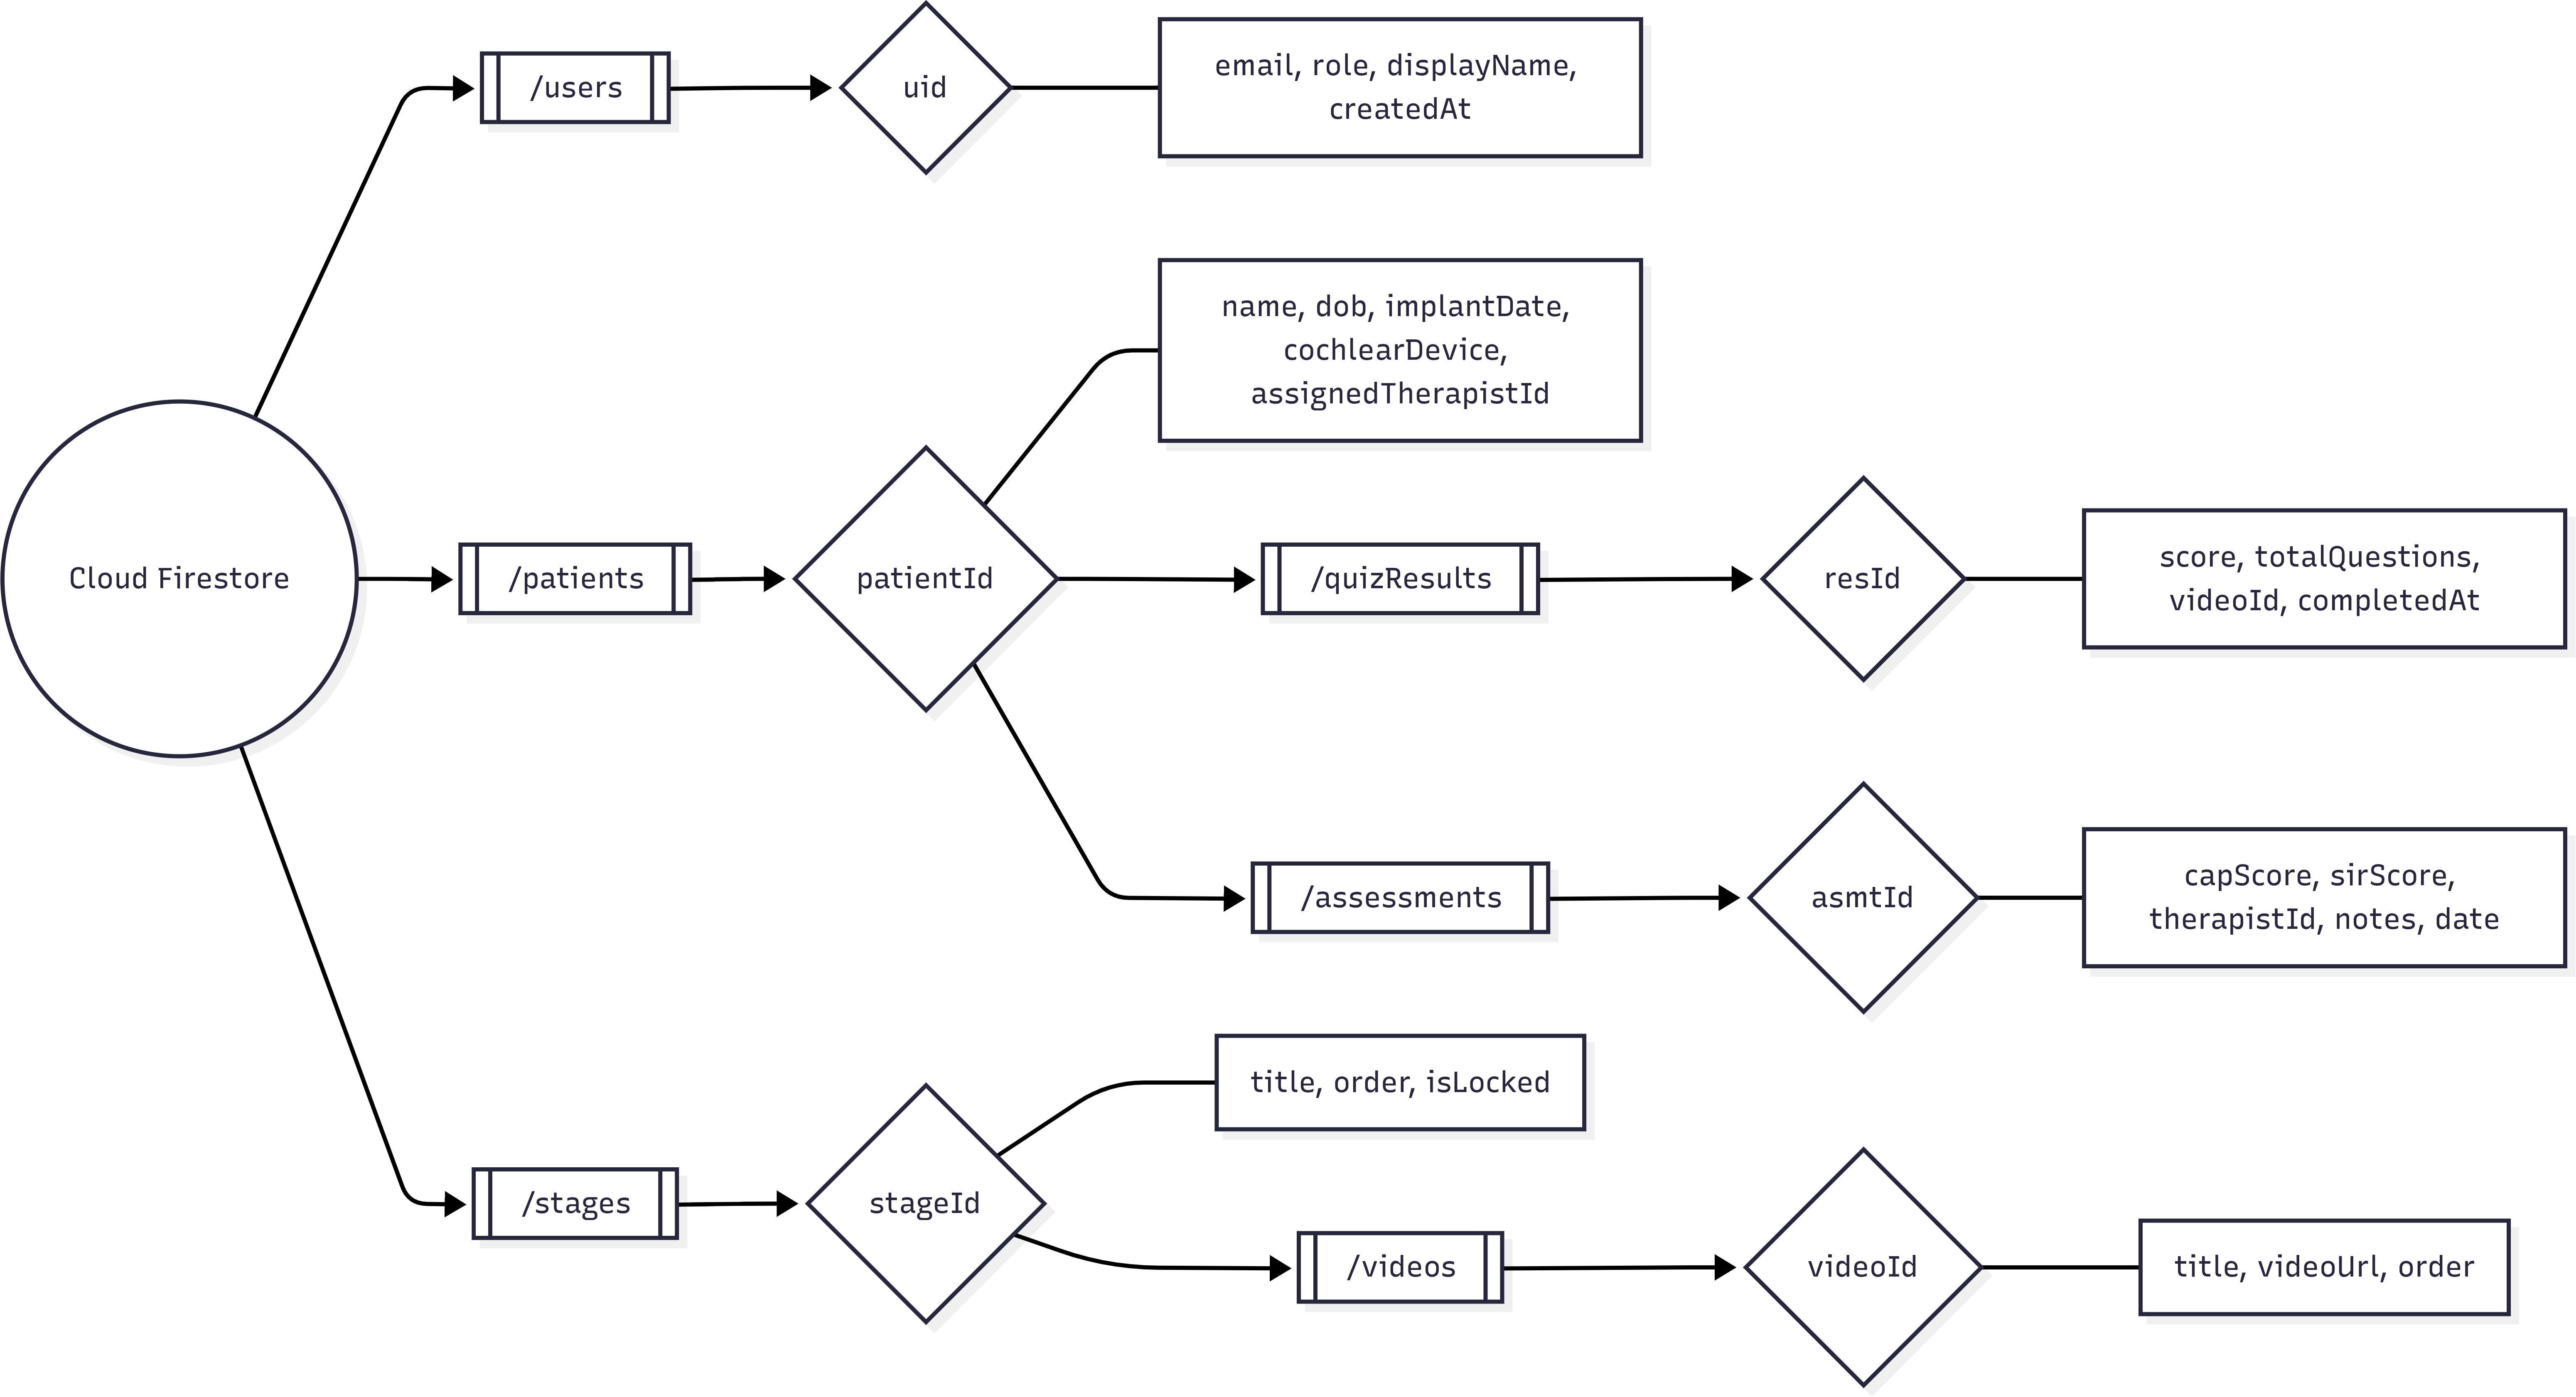 /users
uid
email, role, displayName,
createdAt
name, dob, implantDate,
cochlearDevice,
assignedTherapistId
Cloud Firestore
/patients
patientId
/quizResults
resId
score, totalQuestions,
videoId, completedAt
/assessments
asmtId
capScore, sirScore,
therapistId, notes, date
title, order, isLocked
/stages
stageId
/videos
videoId
title, videoUrl, order